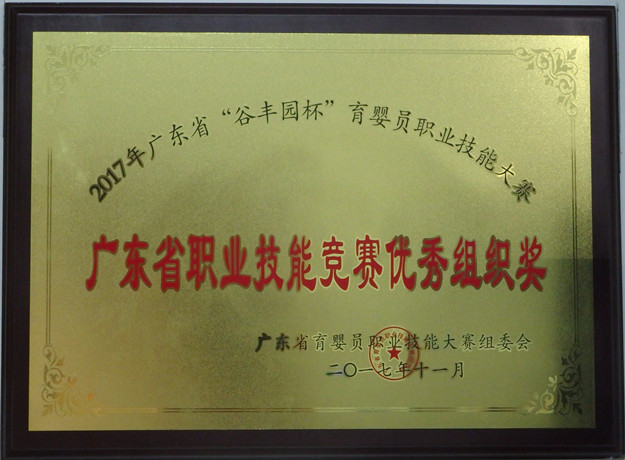 2017年广东省“谷丰园杯”育婴员职业技能大赛
广东省职业技能竞赛优秀组织奖
广东省育婴员职业技能大赛组委会
二〇一七年十一月